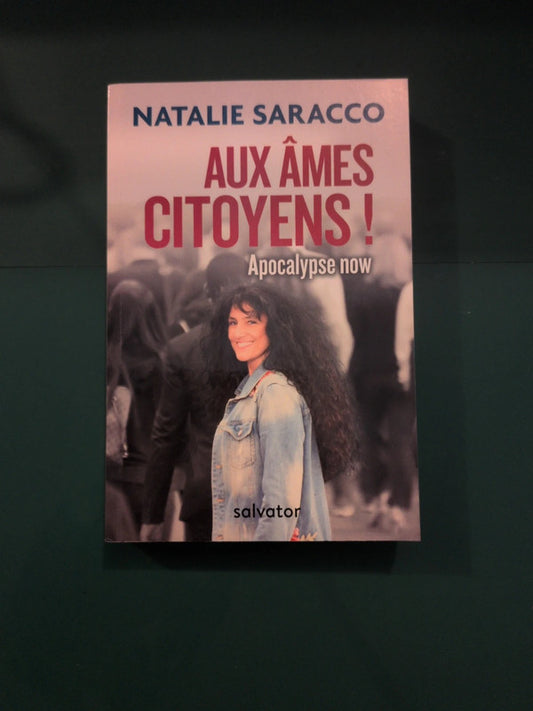 NATALIE SARACCO
AUX ÂMES
CITOYENS !
Apocalypse now
salvator